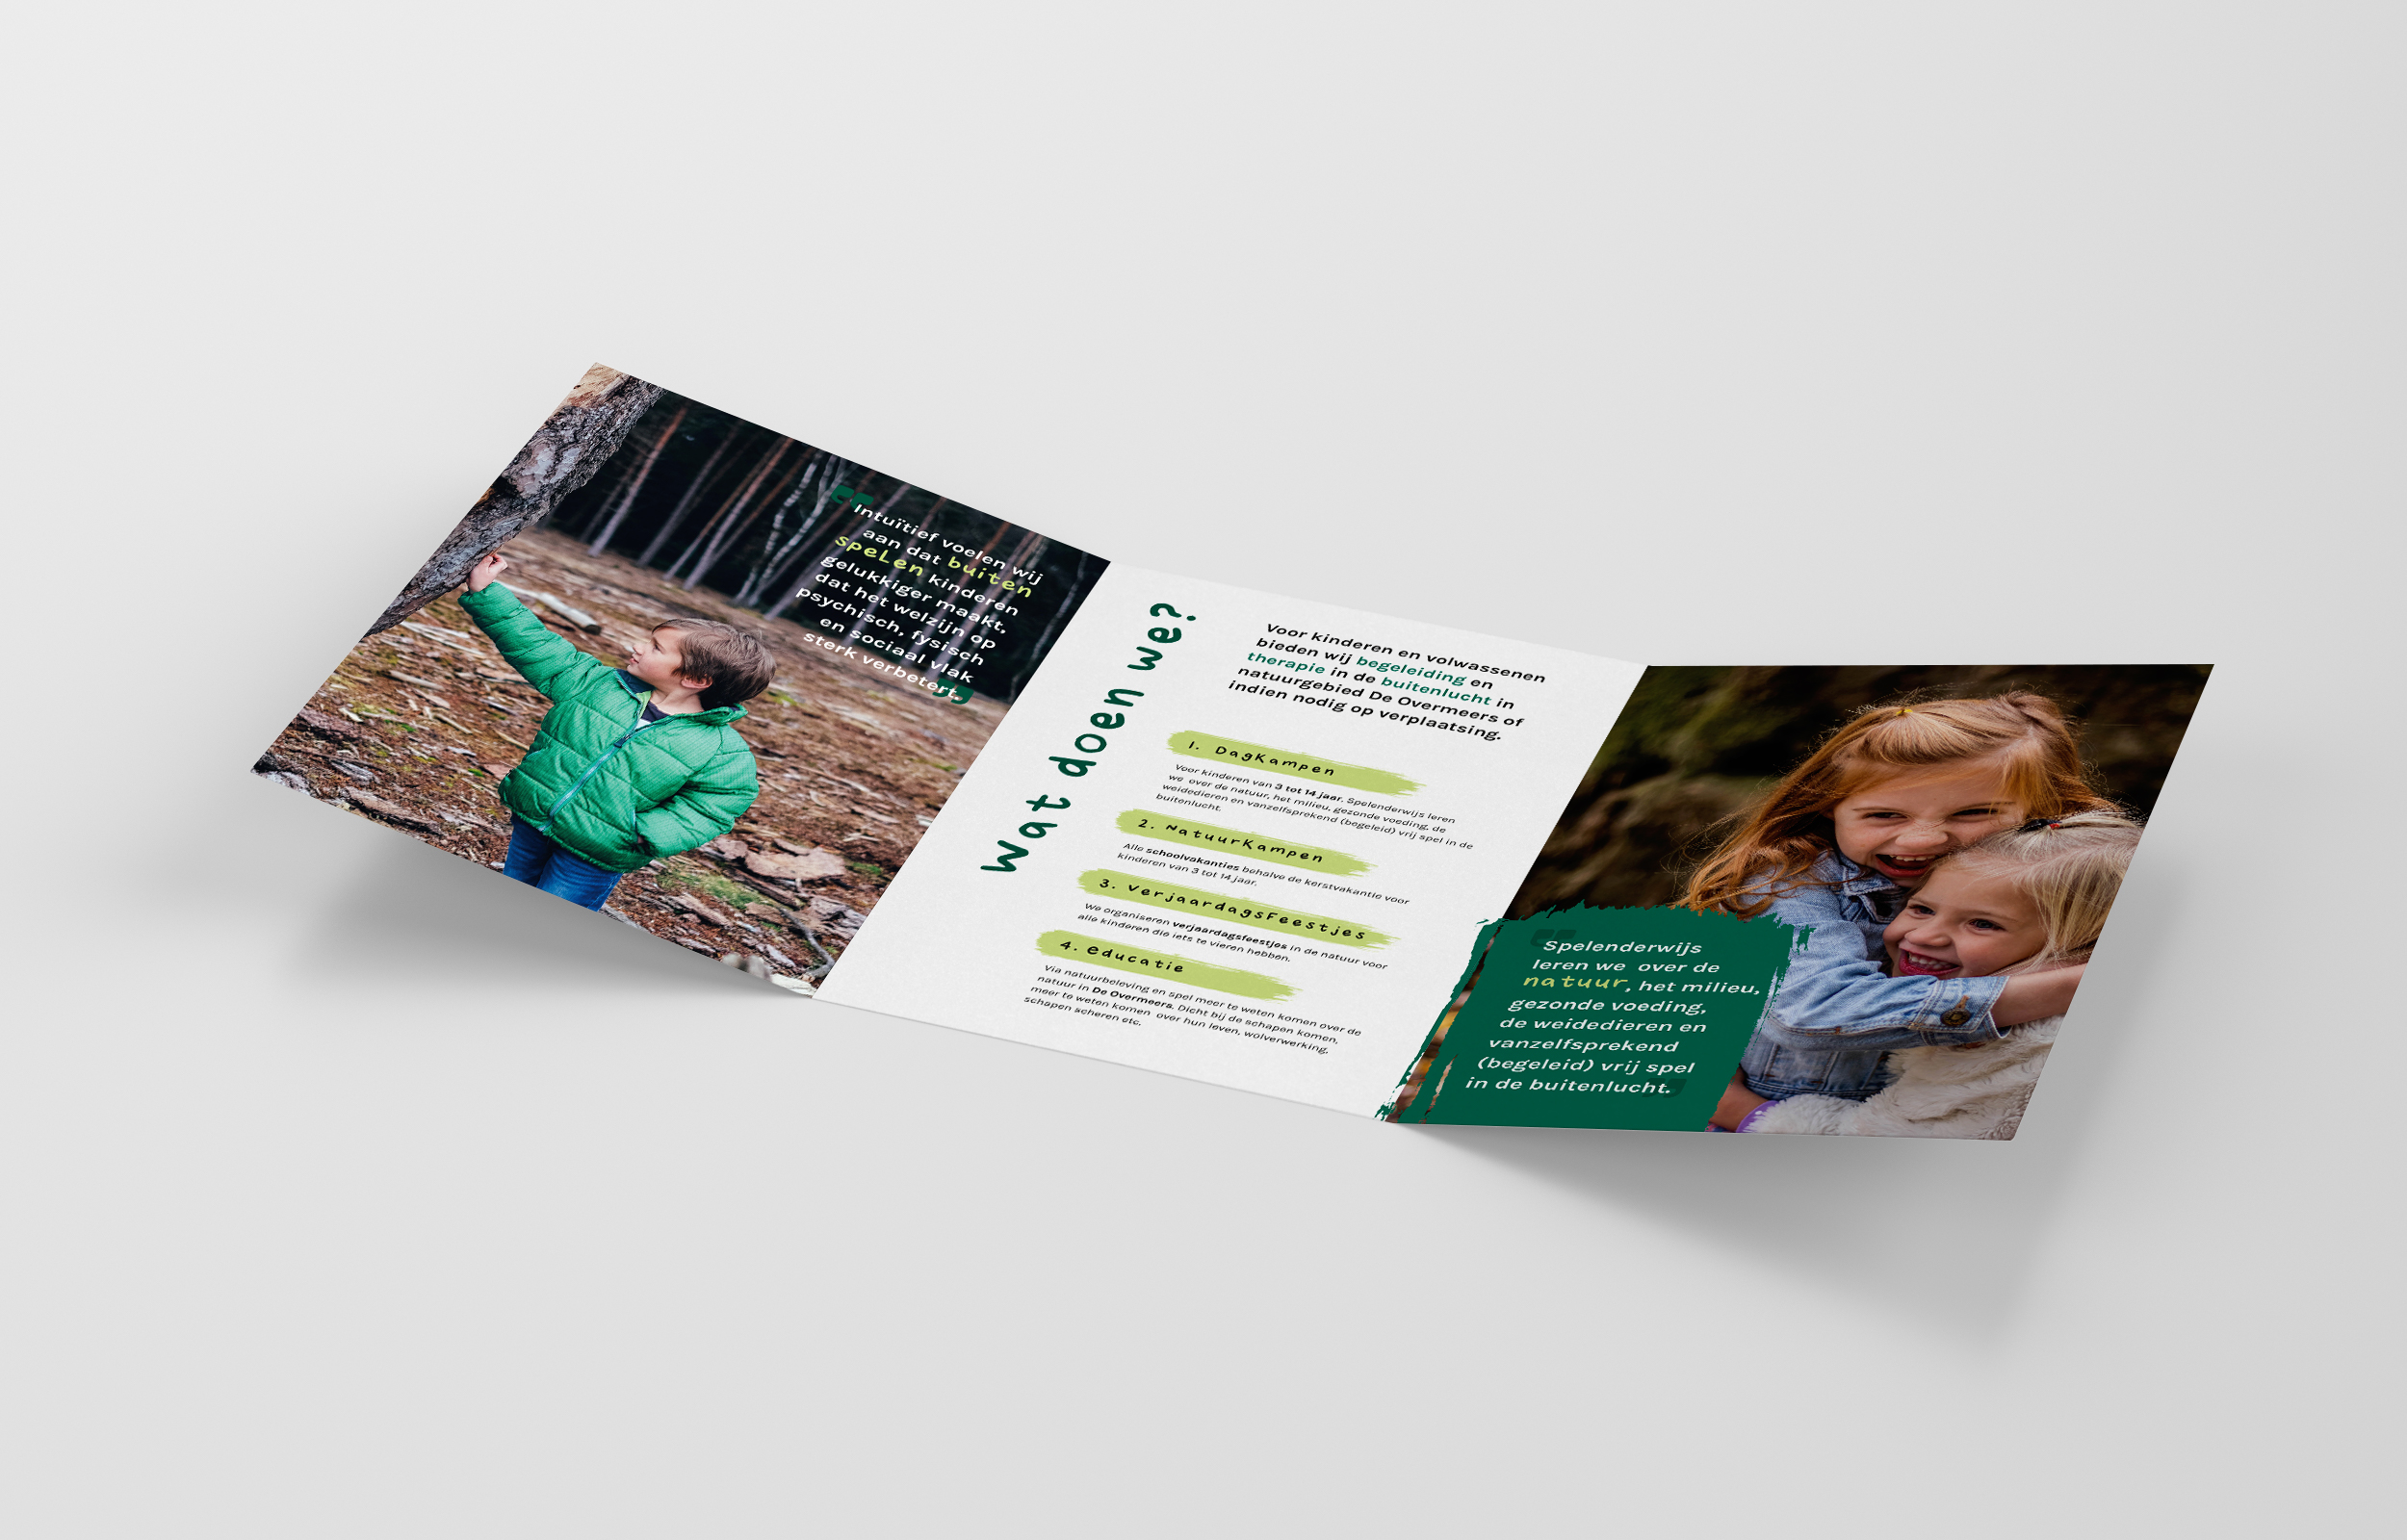 Intuïtief voelen wij
aan dat buiten
spelen kinderen
gelukkiger maakt,
dat het welzijn op
psychisch, fysisch
en sociaal vlak
sterk verbetert.
Wat doen we?
Voor kinderen en volwassenen
bieden wij begeleiding en
therapie in de buitenlucht in
natuurgebied De Overmeers of
indien nodig op verplaatsing.
1. Dagkampen
Voor kinderen van 3 tot 14 jaar. Spelenderwijs leren
we over de natuur, het milieu, gezonde voeding, de
weidedieren en vanzelfsprekend (begeleid) vrij spel in de
buitenlucht.
2. Natuurkampen
Alle schoolvakanties behalve de kerstvakantie voor
kinderen van 3 tot 14 jaar.
3. Verjaardagsfeestjes
We organiseren verjaardagsfeestjes in de natuur voor
alle kinderen die iets te vieren hebben.
4. Educatie
Via natuurbeleving en spel meer te weten komen over de
natuur in De Overmeers. Dicht bij de schapen komen,
meer te weten komen over hun leven, wolverwerking,
schapen scheren etc.
Spelenderwijs
leren we over de
natuur, het milieu,
gezonde voeding,
de weidedieren en
vanzelfsprekend
(begeleid) vrij spel
in de buitenlucht.